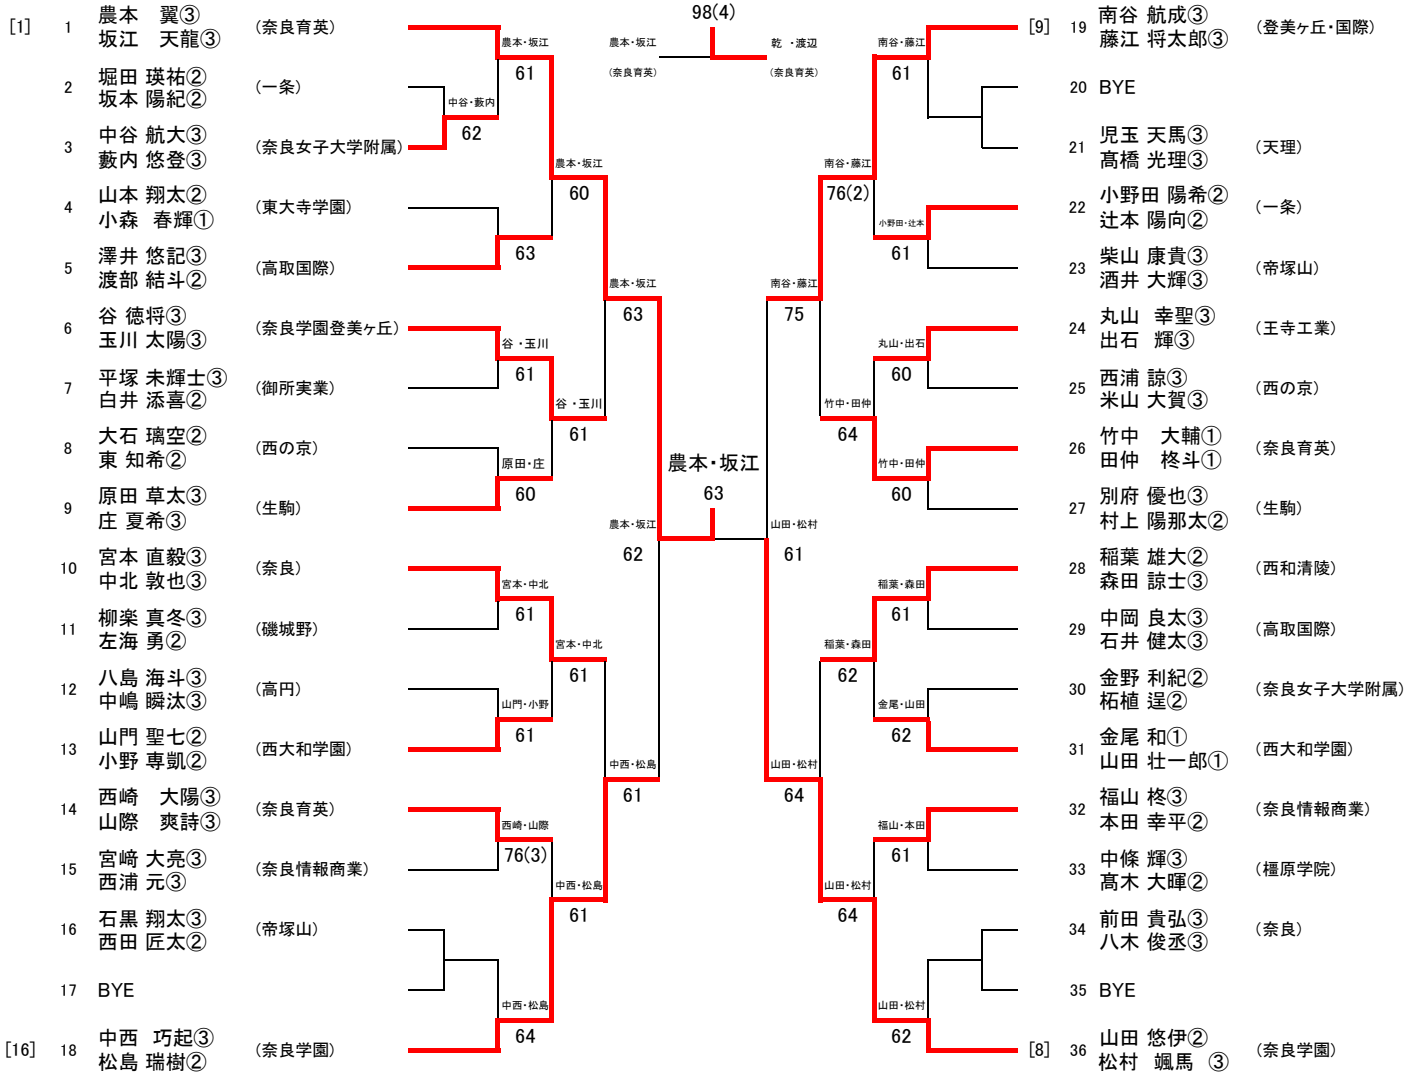 [1] 1 農本　翼③ (奈良育英)
坂江　天龍③
2 堀田 瑛祐② (一条)
坂本 陽紀②
3 中谷 航大③ (奈良女子大学附属)
藪内 悠登③
4 山本 翔太② (東大寺学園)
小森　春輝①
5 澤井 悠記③ (高取国際)
渡部 結斗②
6 谷 徳将③ (奈良学園登美ヶ丘)
玉川 太陽③
7 平塚 未輝士③ (御所実業)
白井 添喜②
8 大石 璃空② (西の京)
東 知希②
9 原田 草太③ (生駒)
庄 夏希③
10 宮本 直毅③ (奈良)
中北 敦也③
11 柳楽 真冬③ (磯城野)
左海 勇②
12 八島 海斗③ (高円)
中嶋 瞬汰③
13 山門 聖七② (西大和学園)
小野 専凱②
14 西崎　大陽③ (奈良育英)
山際　爽詩③
15 宮﨑 大亮③ (奈良情報商業)
西浦 元③
16 石黒 翔太③ (帝塚山)
西田 匠太②
17 BYE
[16] 18 中西　巧起③ (奈良学園)
松島 瑞樹②
農本・坂江
61
中谷・藪内
62
農本・坂江
60
63
農本・坂江
63
谷・玉川
61
谷・玉川
61
原田・庄
60
農本・坂江
62
宮本・中北
61
宮本・中北
61
山門・小野
61
中西・松島
61
西崎・山際
76(3)
中西・松島
61
中西・松島
64
98(4)
農本・坂江
(奈良育英)
乾・渡辺
(奈良育英)
農本・坂江
63
南谷・藤江
61
南谷・藤江
76(2)
小野田・辻本
61
南谷・藤江
75
丸山・出石
60
竹中・田仲
64
竹中・田仲
60
山田・松村
61
稲葉・森田
61
稲葉・森田
62
金尾・山田
62
山田・松村
64
福山・本田
61
山田・松村
64
山田・松村
62
[9] 19 南谷 航成③ (登美ヶ丘・国際)
藤江 将太郎③
20 BYE
21 児玉 天馬③ (天理)
髙橋 光理③
22 小野田 陽希② (一条)
辻本 陽向②
23 柴山 康貴③ (帝塚山)
酒井 大輝③
24 丸山　幸聖③ (王寺工業)
出石　輝③
25 西浦 諒③ (西の京)
米山 大賀③
26 竹中　大輔① (奈良育英)
田仲　柊斗①
27 別府 優也③ (生駒)
村上 陽那太②
28 稲葉 雄大② (西和清陵)
森田 諒士③
29 中岡 良太③ (高取国際)
石井 健太③
30 金野 利紀② (奈良女子大学附属)
柘植 逞②
31 金尾 和① (西大和学園)
山田 壮一郎①
32 福山 柊③ (奈良情報商業)
本田 幸平②
33 中條 輝③ (橿原学院)
髙木 大暉②
34 前田 貴弘③ (奈良)
八木 俊丞③
35 BYE
[8] 36 山田 悠伊② (奈良学園)
松村　颯馬 ③